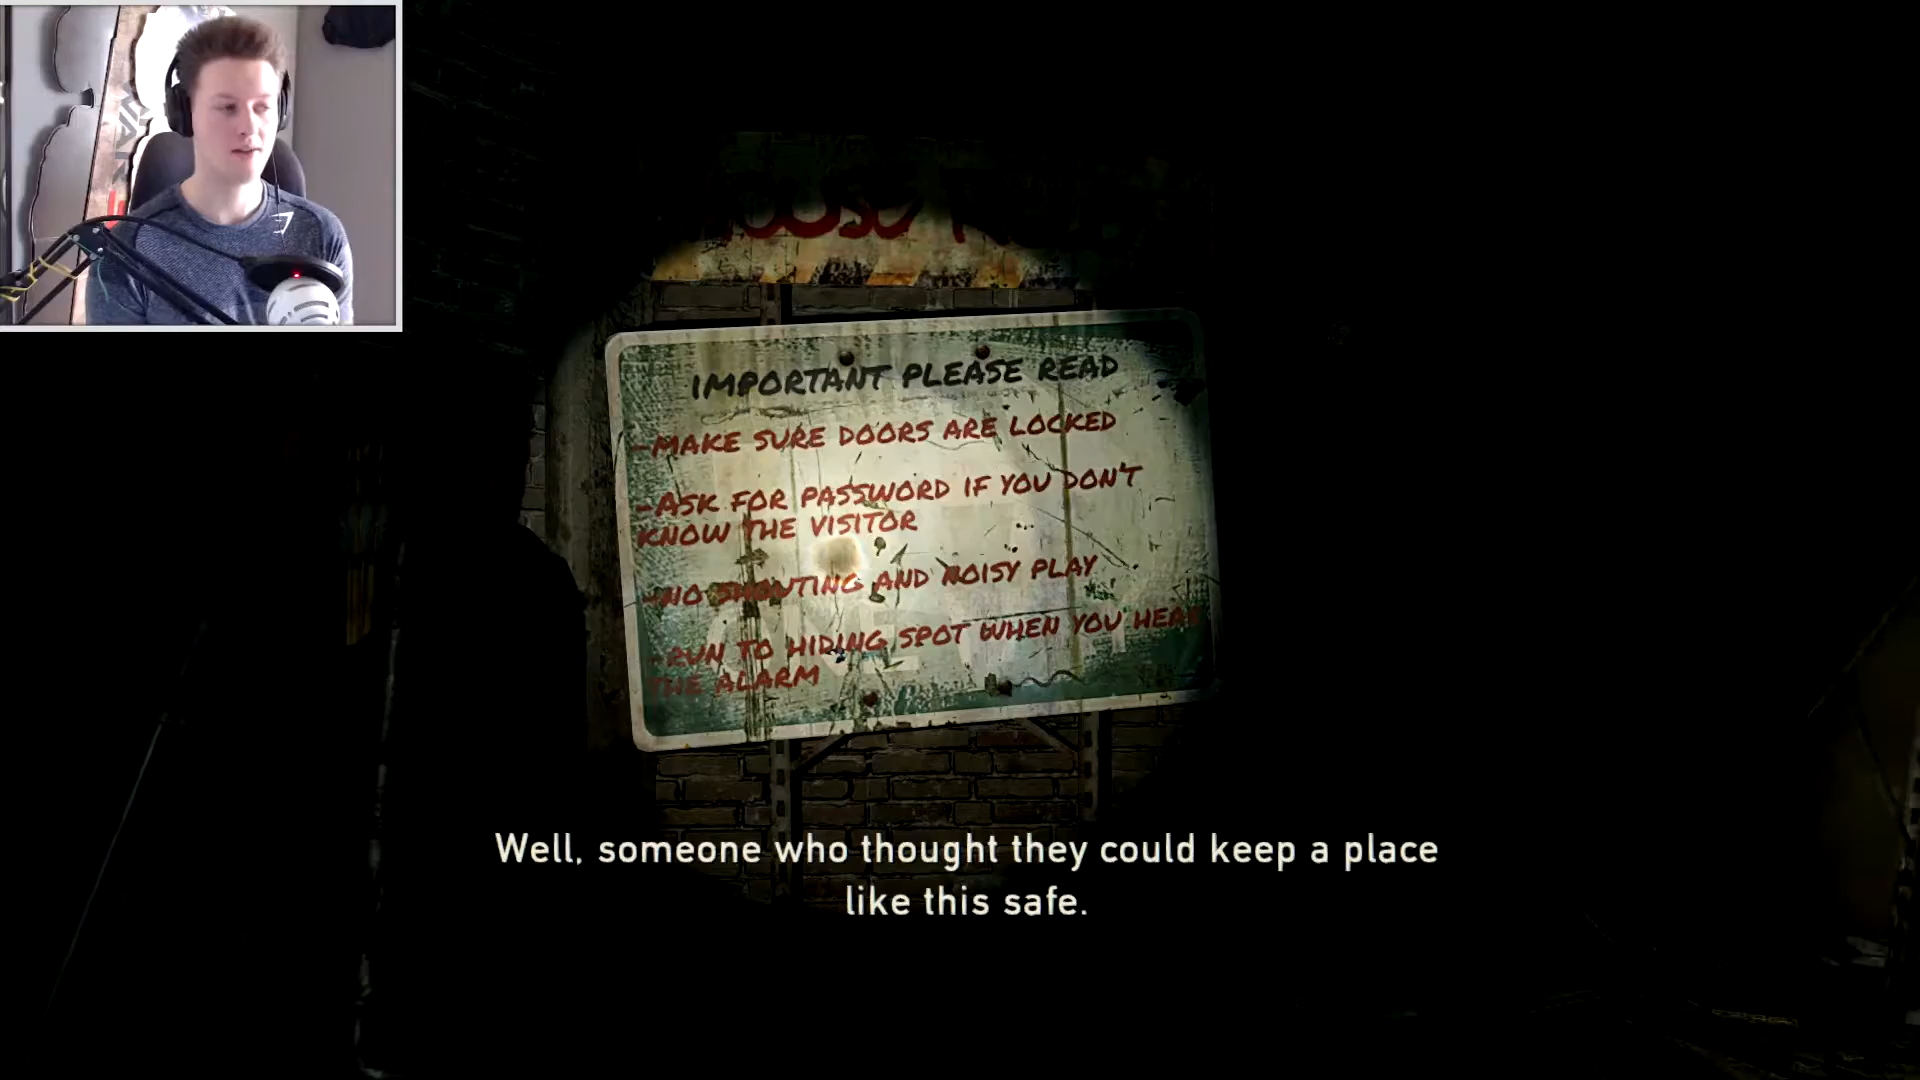 IMPORTANT PLEASE READ
-MAKE SURE DOORS ARE LOCKED
-ASK FOR PASSWORD IF YOU DON'T
KNOW THE VISITOR
-NO SHOUTING AND NOISY PLAY
-RUN TO HIDING SPOT WHEN YOU HEAR
THE ALARM
Well, someone who thought they could keep a place
like this safe.